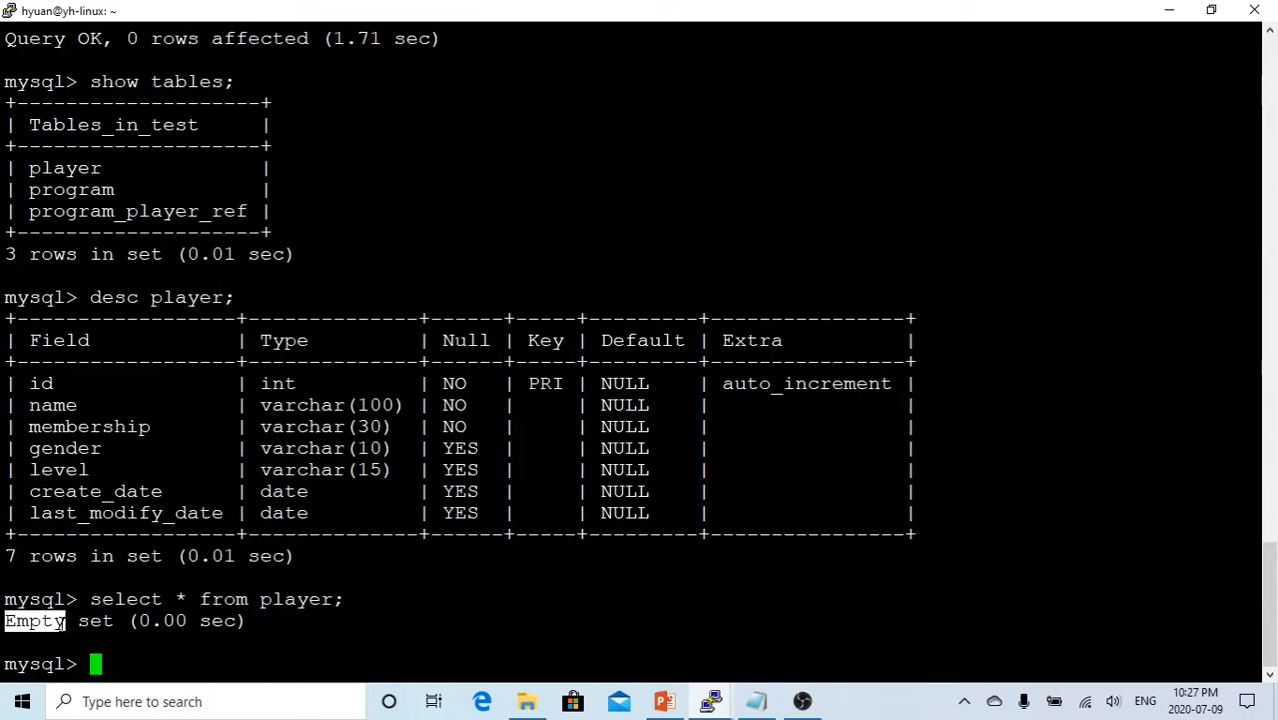 hyuan@yh-linux: ~
Query OK, 0 rows affected (1.71 sec)
mysql> show tables;
+--------------------+
| Tables_in_test     |
+--------------------+
| player             |
| program            |
| program_player_ref |
+--------------------+
3 rows in set (0.01 sec)
mysql> desc player;
+------------------+--------------+------+-----+---------+----------------+
| Field            | Type         | Null | Key | Default | Extra          |
+------------------+--------------+------+-----+---------+----------------+
| id               | int          | NO   | PRI | NULL    | auto_increment |
| name             | varchar(100) | NO   |     | NULL    |                |
| membership       | varchar(30)  | NO   |     | NULL    |                |
| gender           | varchar(10)  | YES  |     | NULL    |                |
| level            | varchar(15)  | YES  |     | NULL    |                |
| create_date      | date         | YES  |     | NULL    |                |
| last_modify_date | date         | YES  |     | NULL    |                |
+------------------+--------------+------+-----+---------+----------------+
7 rows in set (0.01 sec)
mysql> select * from player;
Empty set (0.00 sec)
mysql>
Type here to search
ENG
10:27 PM
2020-07-09